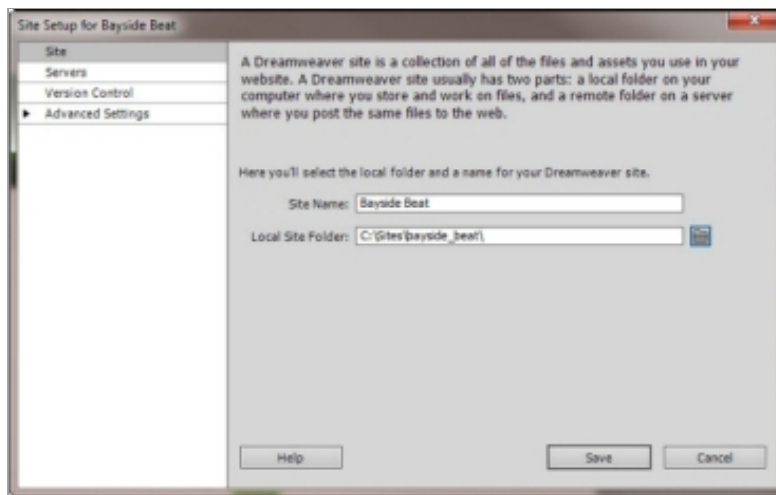 Site Setup for Bayside Beat
Site
Servers
Version Control
Advanced Settings
A Dreamweaver site is a collection of all of the files and assets you use in your
website. A Dreamweaver site usually has two parts: a local folder on your
computer where you store and work on files, and a remote folder on a server
where you post the same files to the web.
Here you'll select the local folder and a name for your Dreamweaver site.
Site Name: Bayside Beat
Local Site Folder: C:\Sites\bayside_beat\
Help Save Cancel